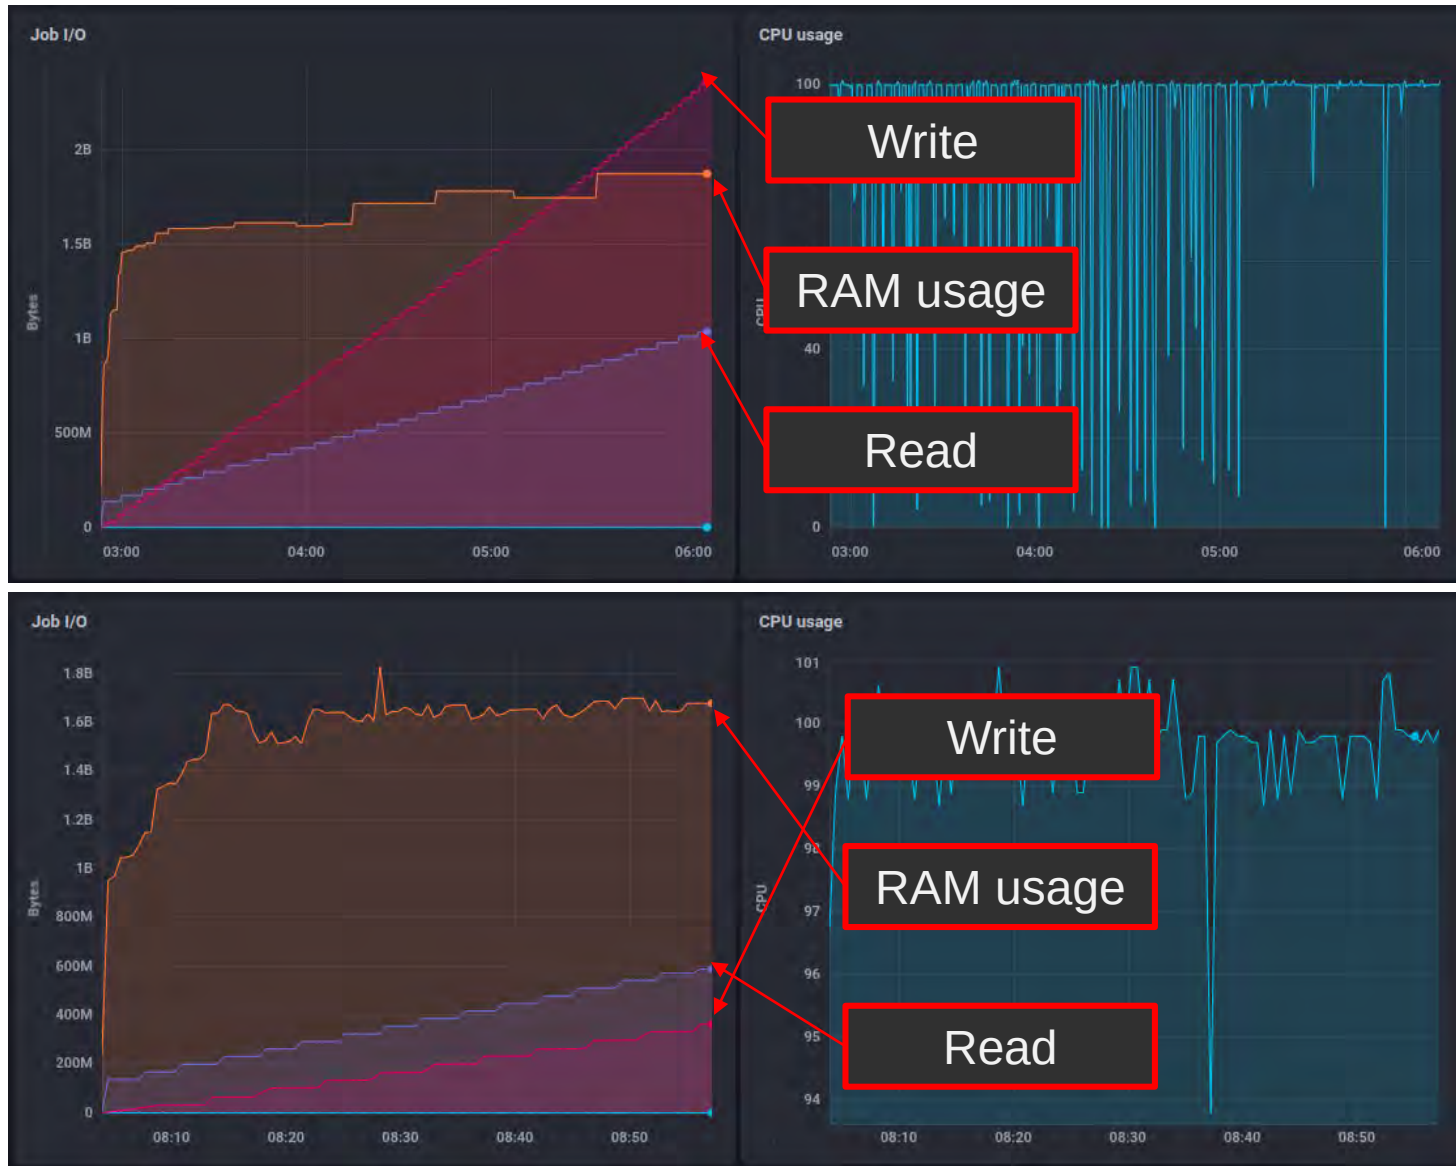 Job I/O
CPU usage
2B
1.5B
1B
500M
0
Bytes
03:00 04:00 05:00 06:00
100
40
0
CPU
03:00 04:00 05:00 06:00
Write
RAM usage
Read
Job I/O
CPU usage
1.8B
1.6B
1.4B
1.2B
1B
800M
600M
400M
200M
0
Bytes
08:10 08:20 08:30 08:40 08:50
101
100
99
98
97
96
95
94
CPU
08:10 08:20 08:30 08:40 08:50
Write
RAM usage
Read